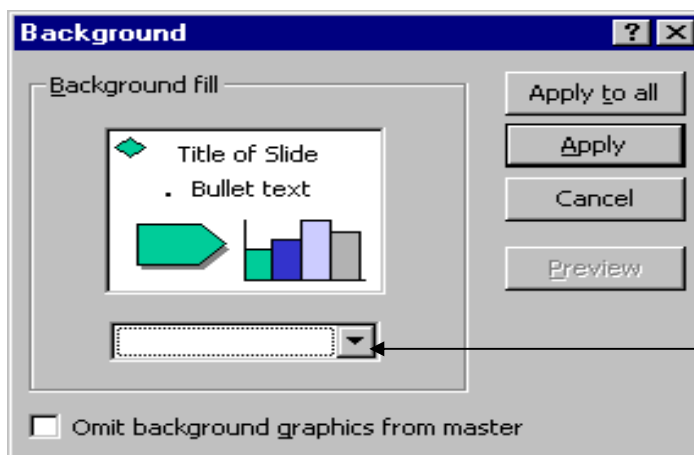 Background
Background fill
Title of Slide
. Bullet text
Apply to all
Apply
Cancel
Preview
Omit background graphics from master